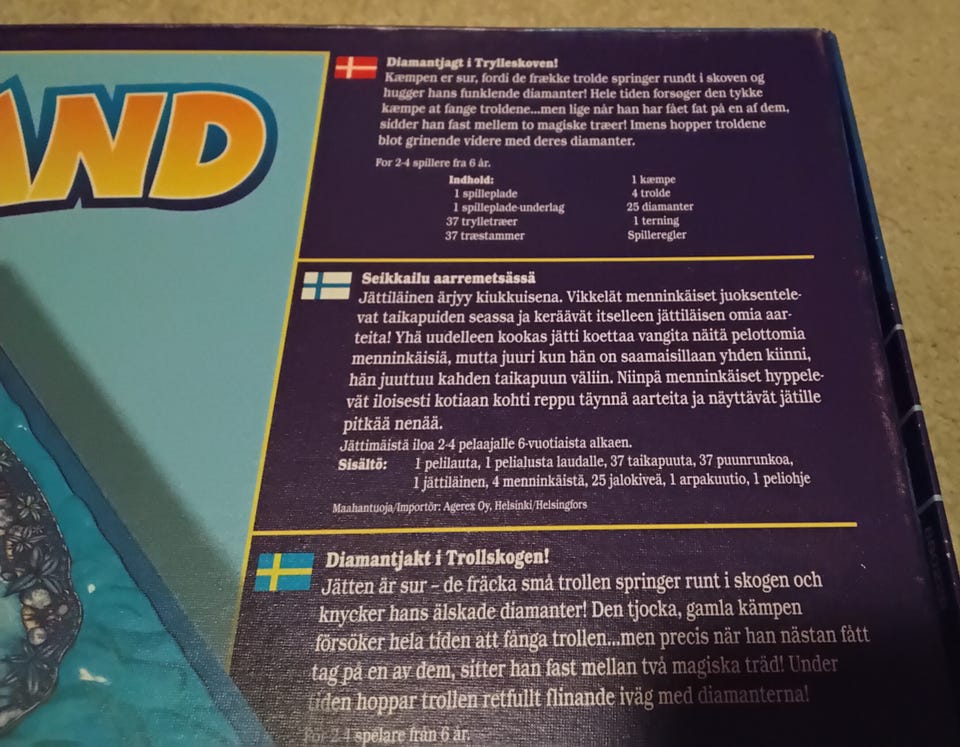 AND
Diamantjagt i Trylleskoven!
Kæmpen er sur, fordi de frække trolde springer rundt i skoven og
hugger hans funklende diamanter! Hele tiden forsøger den tykke
kæmpe at fange troldene...men lige når han har fået fat på en af dem,
sidder han fast mellem to magiske træer! Imens hopper troldene
blot grinende videre med deres diamanter.
For 2-4 spillere fra 6 år.
Indhold:
1 spilleplade
1 spilleplade-underlag
37 trylletræer
37 træstammer
1 kæmpe
4 trolde
25 diamanter
1 terning
Spilleregler
Seikkailu aarremetsässä
Jättiläinen ärjyy kiukkuisena. Vikkelät menninkäiset juoksentele-
vat taikapuiden seassa ja keräävät itselleen jättiläisen omia aar-
teita! Yhä uudelleen kookas jätti koettaa vangita näitä pelottomia
menninkäisiä, mutta juuri kun hän on saamaisillaan yhden kiinni,
hän juuttuu kahden taikapuun väliin. Niinpä menninkäiset hyppele-
vät iloisesti kotiaan kohti reppu täynnä aarteita ja näyttävät jätille
pitkää nenää.
Jättimäistä iloa 2-4 pelaajalle 6-vuotiaista alkaen.
Sisältö: 1 pelilauta, 1 pelialusta laudalle, 37 taikapuuta, 37 puunrunkoa,
1 jättiläinen, 4 menninkäistä, 25 jalokiveä, 1 arpakuutio, 1 peliohje
Maahantuoja/Importör: Agerex Oy, Helsinki/Helsingfors
Diamantjakt i Trollskogen!
Jätten är sur – de fräcka små trollen springer runt i skogen och
knycker hans älskade diamanter! Den tjocka, gamla kämpen
försöker hela tiden att fånga trollen...men precis när han nästan fått
tag på en av dem, sitter han fast mellan två magiska träd! Under
tiden hoppar trollen retfullt flinande iväg med diamanterna!
För 2-4 spelare från 6 år.